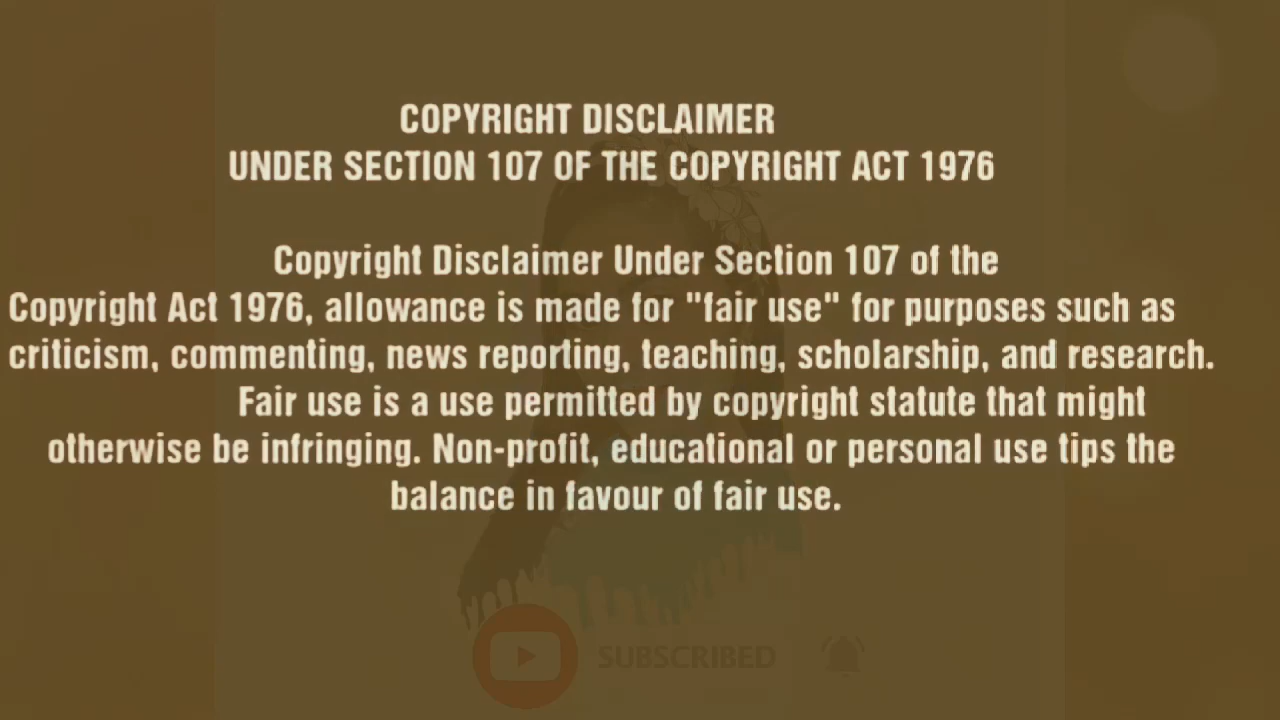 COPYRIGHT DISCLAIMER
UNDER SECTION 107 OF THE COPYRIGHT ACT 1976
Copyright Disclaimer Under Section 107 of the
Copyright Act 1976, allowance is made for "fair use" for purposes such as
criticism, commenting, news reporting, teaching, scholarship, and research.
Fair use is a use permitted by copyright statute that might
otherwise be infringing. Non-profit, educational or personal use tips the
balance in favour of fair use.
SUBSCRIBED